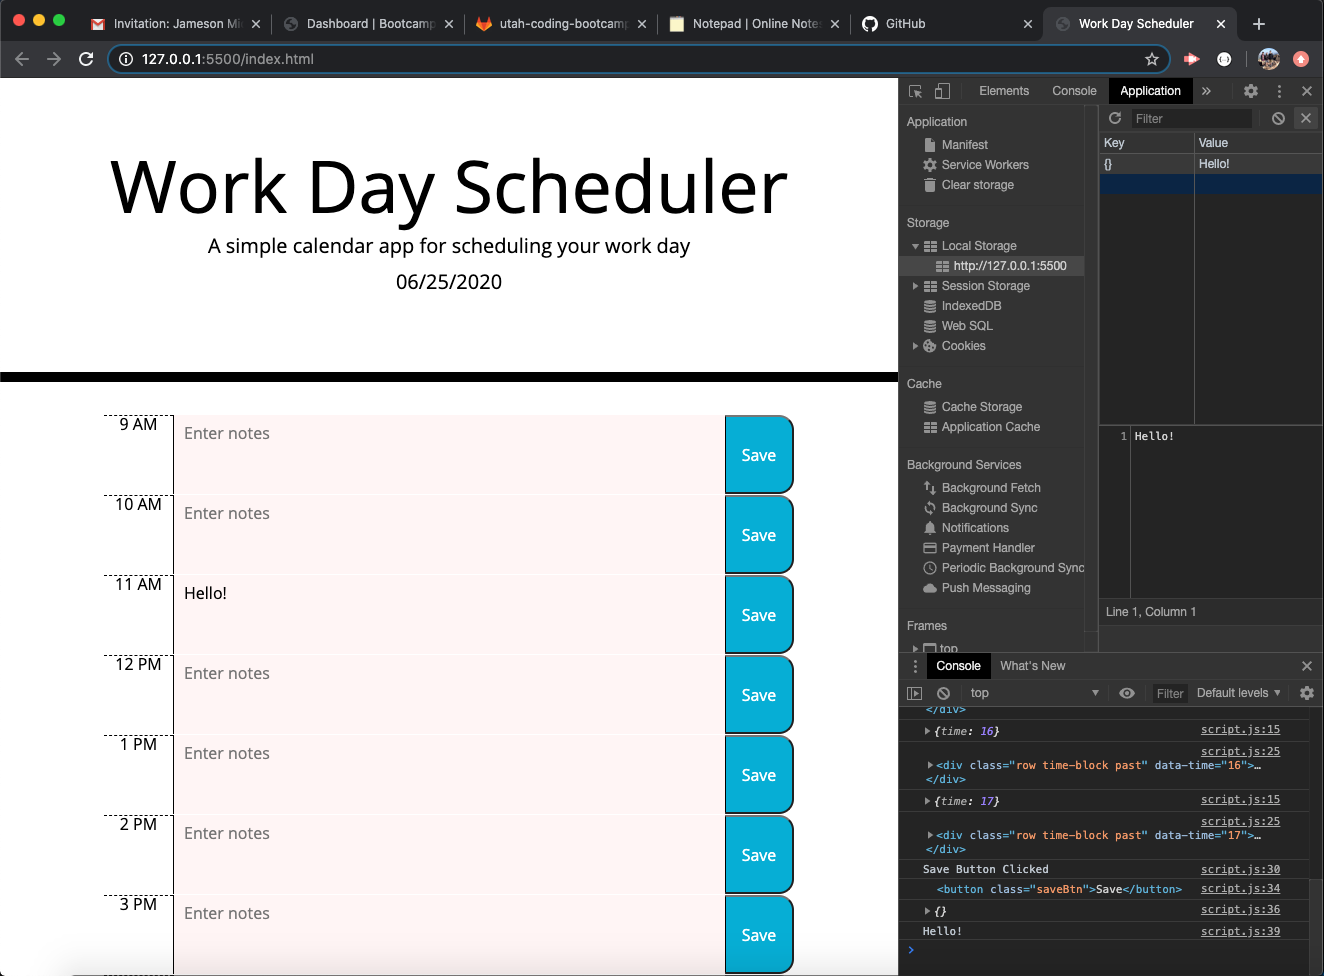 Invitation: Jameson Mi
Dashboard | Bootcamp
utah-coding-bootcamp
Notepad | Online Notes
GitHub
Work Day Scheduler
127.0.0.1:5500/index.html
Work Day Scheduler
A simple calendar app for scheduling your work day
06/25/2020
9 AM
Enter notes
Save
10 AM
Enter notes
Save
11 AM
Hello!
Save
12 PM
Enter notes
Save
1 PM
Enter notes
Save
2 PM
Enter notes
Save
3 PM
Enter notes
Save
Elements Console Application »
Application
Manifest
Service Workers
Clear storage
Storage
Local Storage
http://127.0.0.1:5500
Session Storage
IndexedDB
Web SQL
Cookies
Cache
Cache Storage
Application Cache
Background Services
Background Fetch
Background Sync
Notifications
Payment Handler
Periodic Background Sync
Push Messaging
Frames
top
Filter
Key Value
{} Hello!
1 Hello!
Line 1, Column 1
Console What's New
top Filter Default levels
</div>
{time: 16} script.js:15
script.js:25
<div class="row time-block past" data-time="16">…
</div>
{time: 17} script.js:15
script.js:25
<div class="row time-block past" data-time="17">…
</div>
Save Button Clicked script.js:30
<button class="saveBtn">Save</button> script.js:34
{} script.js:36
Hello! script.js:39
>